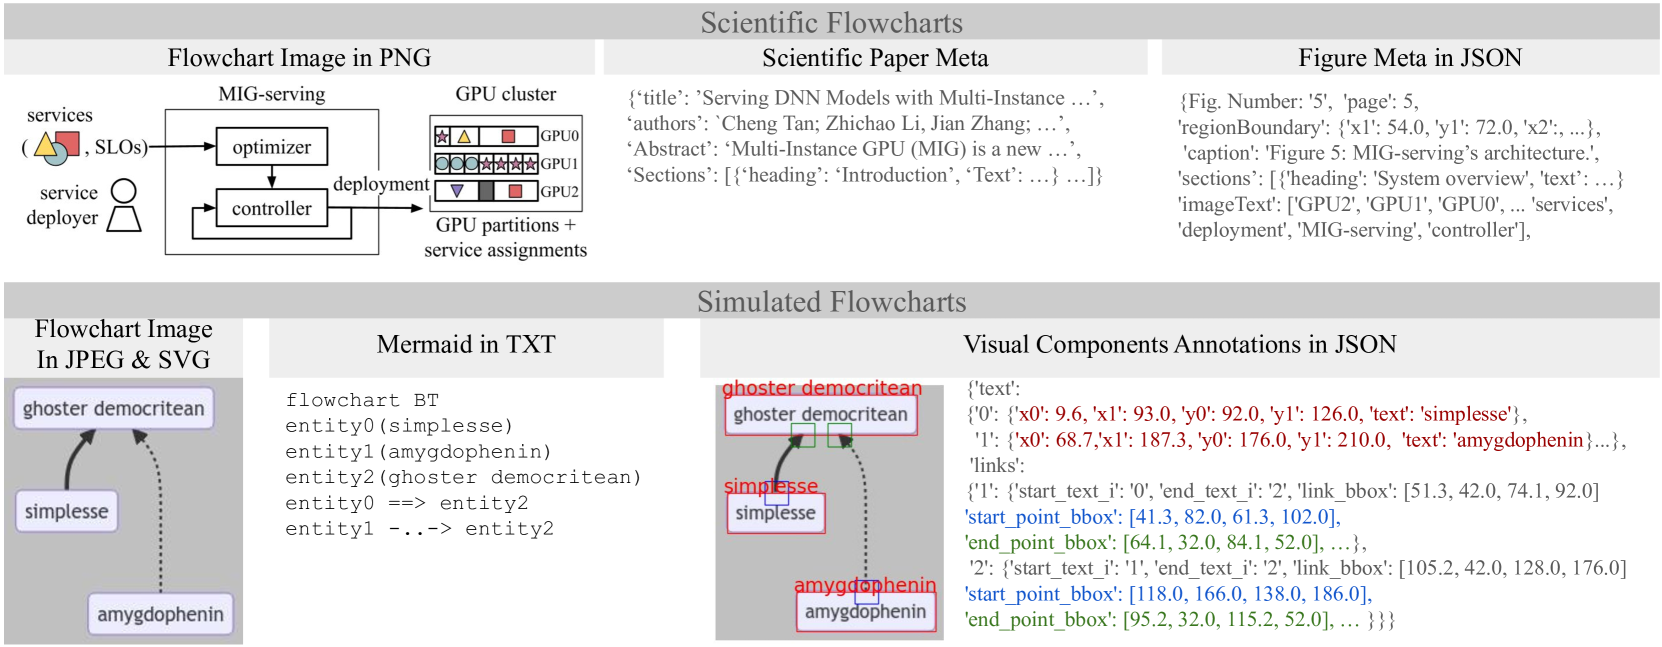 Scientific Flowcharts
Flowchart Image in PNG
Scientific Paper Meta
Figure Meta in JSON
services
( , SLOs)
service
deployer
MIG-serving
optimizer
controller
deployment
GPU cluster
GPU0
GPU1
GPU2
GPU partitions +
service assignments
{‘title’: ’Serving DNN Models with Multi-Instance …’,
‘authors’: `Cheng Tan; Zhichao Li, Jian Zhang; …’,
‘Abstract’: ‘Multi-Instance GPU (MIG) is a new …’,
‘Sections’: [{‘heading’: ‘Introduction’, ‘Text’: …} …]}
{Fig. Number: '5', 'page': 5,
'regionBoundary': {'x1': 54.0, 'y1': 72.0, 'x2':, ...},
'caption': 'Figure 5: MIG-serving’s architecture.',
'sections’: [{'heading': 'System overview', 'text’: …}
'imageText': ['GPU2', 'GPU1', 'GPU0', ... 'services',
'deployment', 'MIG-serving', 'controller'],
Simulated Flowcharts
Flowchart Image
In JPEG & SVG
Mermaid in TXT
Visual Components Annotations in JSON
ghoster democritean
simplesse
amygdophenin
flowchart BT
entity0(simplesse)
entity1(amygdophenin)
entity2(ghoster democritean)
entity0 ==> entity2
entity1 -..-> entity2
ghoster democritean
ghoster democritean
simplesse
simplesse
amygdophenin
amygdophenin
{'text':
{'0': {'x0': 9.6, 'x1': 93.0, 'y0': 92.0, 'y1': 126.0, 'text': 'simplesse'},
'1': {'x0': 68.7,'x1': 187.3, 'y0': 176.0, 'y1': 210.0, 'text': 'amygdophenin}...},
'links':
{'1': {'start_text_i': '0', 'end_text_i': '2', 'link_bbox': [51.3, 42.0, 74.1, 92.0]
'start_point_bbox': [41.3, 82.0, 61.3, 102.0],
'end_point_bbox': [64.1, 32.0, 84.1, 52.0], …},
'2': {'start_text_i': '1', 'end_text_i': '2', 'link_bbox': [105.2, 42.0, 128.0, 176.0]
'start_point_bbox': [118.0, 166.0, 138.0, 186.0],
'end_point_bbox': [95.2, 32.0, 115.2, 52.0], … }}}